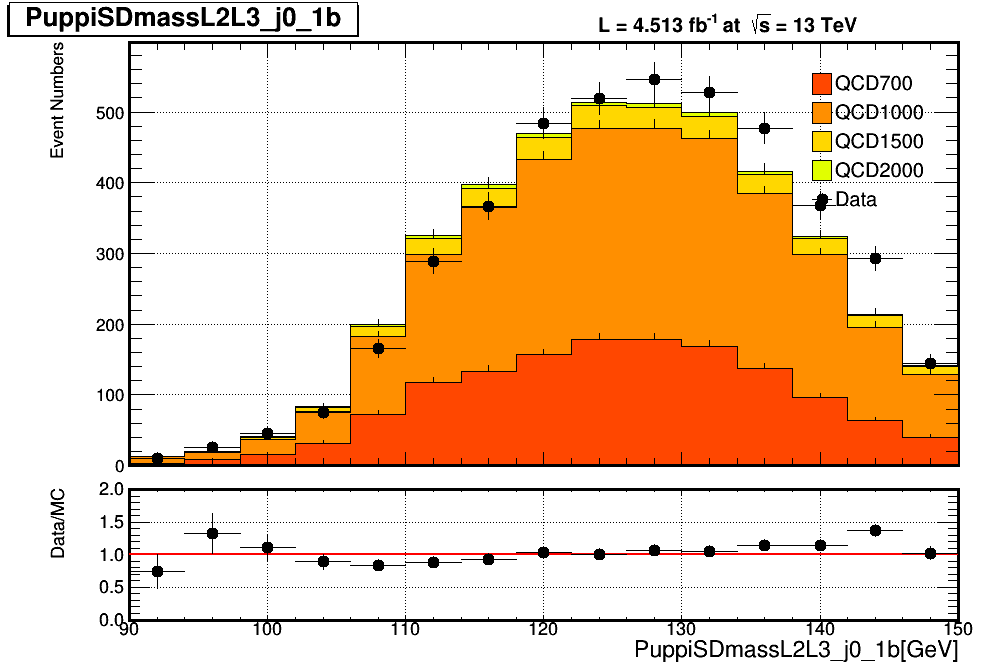 PuppiSDmassL2L3_j0_1b
L = 4.513 fb-1 at √s = 13 TeV
Event Numbers
500
400
300
200
100
0
QCD700
QCD1000
QCD1500
QCD2000
Data
Data/MC
2.0
1.5
1.0
0.5
0.0
90 100 110 120 130 140 150
PuppiSDmassL2L3_j0_1b[GeV]